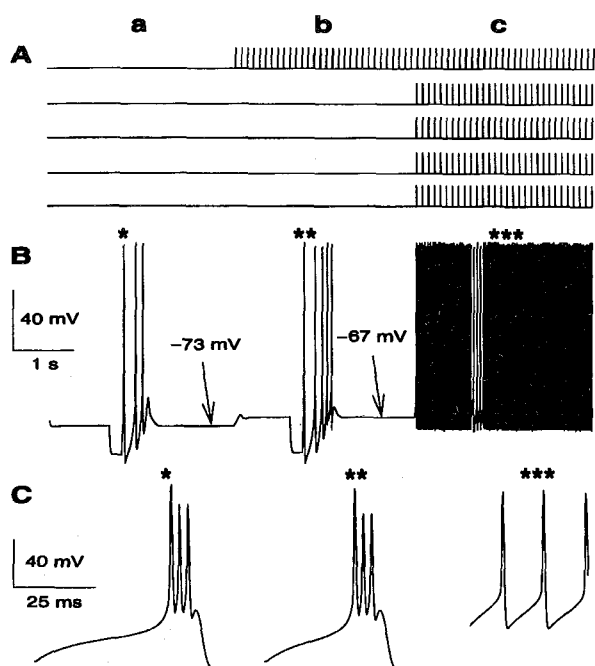 a b c
A
* ** ***
B
40 mV
1 s
–73 mV
–67 mV
* ** ***
C
40 mV
25 ms